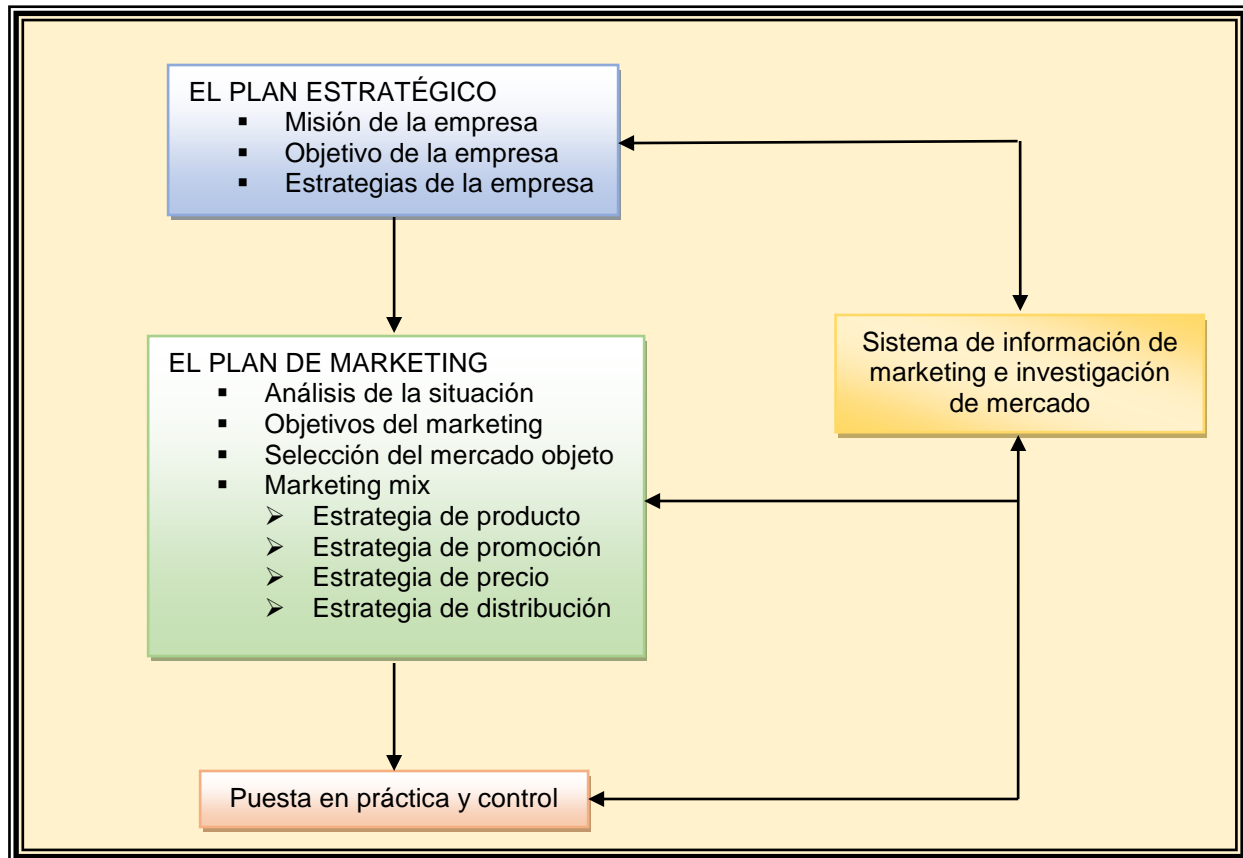 EL PLAN ESTRATÉGICO
▪ Misión de la empresa
▪ Objetivo de la empresa
▪ Estrategias de la empresa
EL PLAN DE MARKETING
▪ Análisis de la situación
▪ Objetivos del marketing
▪ Selección del mercado objeto
▪ Marketing mix
➢ Estrategia de producto
➢ Estrategia de promoción
➢ Estrategia de precio
➢ Estrategia de distribución
Sistema de información de
marketing e investigación
de mercado
Puesta en práctica y control